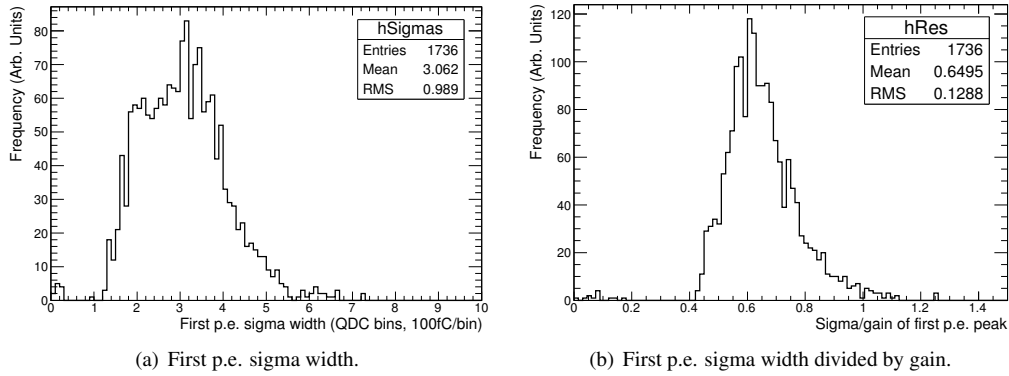 Frequency (Arb. Units)
80
70
60
50
40
30
20
10
0
hSigmas
Entries 1736
Mean 3.062
RMS 0.989
0 1 2 3 4 5 6 7 8 9 10
First p.e. sigma width (QDC bins, 100fC/bin)
(a) First p.e. sigma width.
Frequency (Arb. Units)
120
100
80
60
40
20
0
hRes
Entries 1736
Mean 0.6495
RMS 0.1288
0 0.2 0.4 0.6 0.8 1.0 1.2 1.4
Sigma/gain of first p.e. peak
(b) First p.e. sigma width divided by gain.